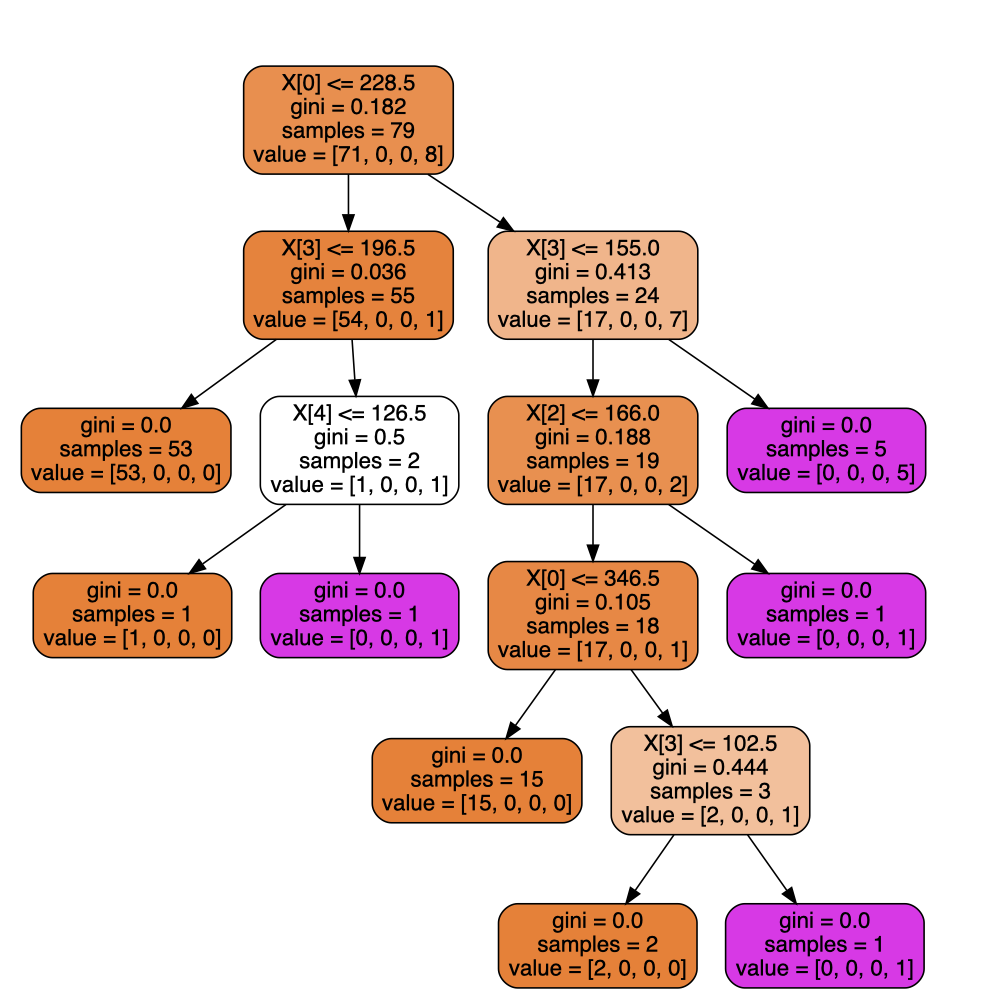 X[0] <= 228.5
gini = 0.182
samples = 79
value = [71, 0, 0, 8]
X[3] <= 196.5
gini = 0.036
samples = 55
value = [54, 0, 0, 1]
X[3] <= 155.0
gini = 0.413
samples = 24
value = [17, 0, 0, 7]
gini = 0.0
samples = 53
value = [53, 0, 0, 0]
X[4] <= 126.5
gini = 0.5
samples = 2
value = [1, 0, 0, 1]
X[2] <= 166.0
gini = 0.188
samples = 19
value = [17, 0, 0, 2]
gini = 0.0
samples = 5
value = [0, 0, 0, 5]
gini = 0.0
samples = 1
value = [1, 0, 0, 0]
gini = 0.0
samples = 1
value = [0, 0, 0, 1]
X[0] <= 346.5
gini = 0.105
samples = 18
value = [17, 0, 0, 1]
gini = 0.0
samples = 1
value = [0, 0, 0, 1]
gini = 0.0
samples = 15
value = [15, 0, 0, 0]
X[3] <= 102.5
gini = 0.444
samples = 3
value = [2, 0, 0, 1]
gini = 0.0
samples = 2
value = [2, 0, 0, 0]
gini = 0.0
samples = 1
value = [0, 0, 0, 1]